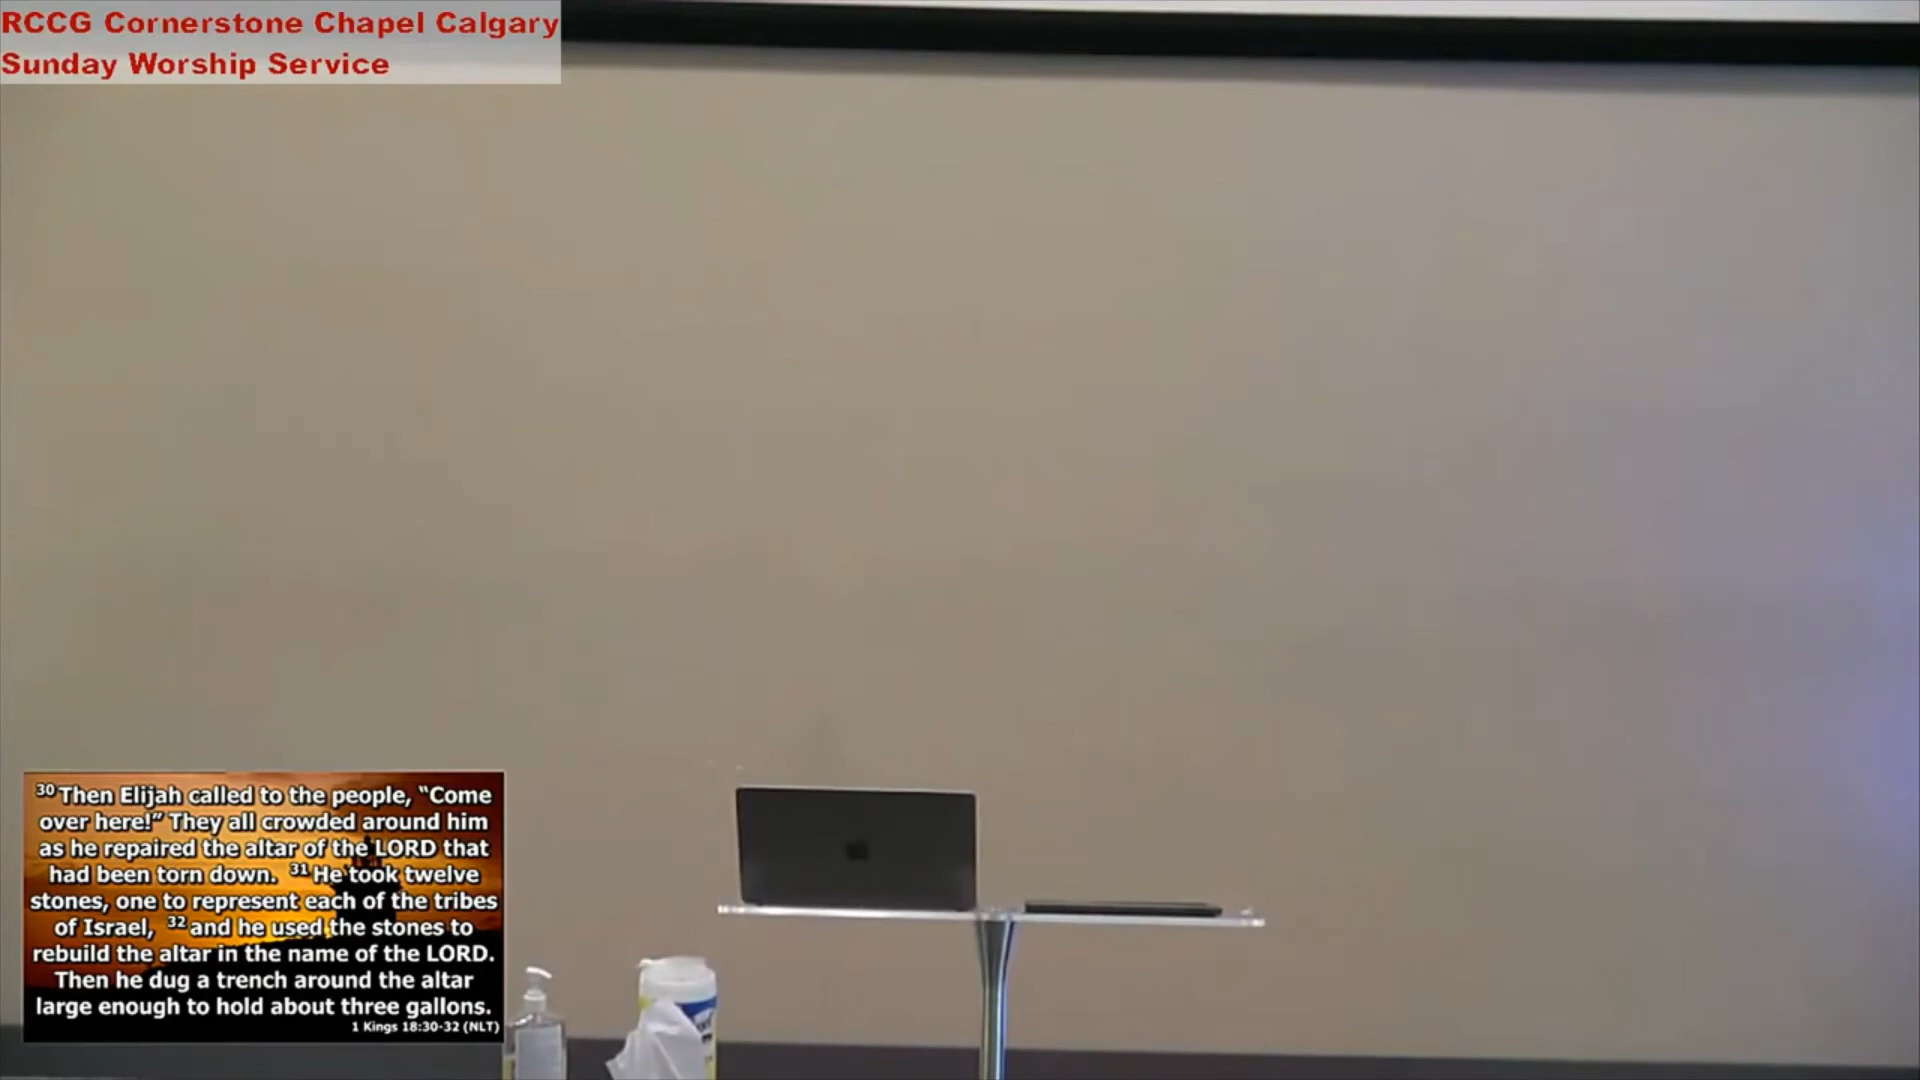 RCCG Cornerstone Chapel Calgary
Sunday Worship Service
30 Then Elijah called to the people, “Come
over here!” They all crowded around him
as he repaired the altar of the LORD that
had been torn down. 31 He took twelve
stones, one to represent each of the tribes
of Israel, 32 and he used the stones to
rebuild the altar in the name of the LORD.
Then he dug a trench around the altar
large enough to hold about three gallons.
1 Kings 18:30-32 (NLT)